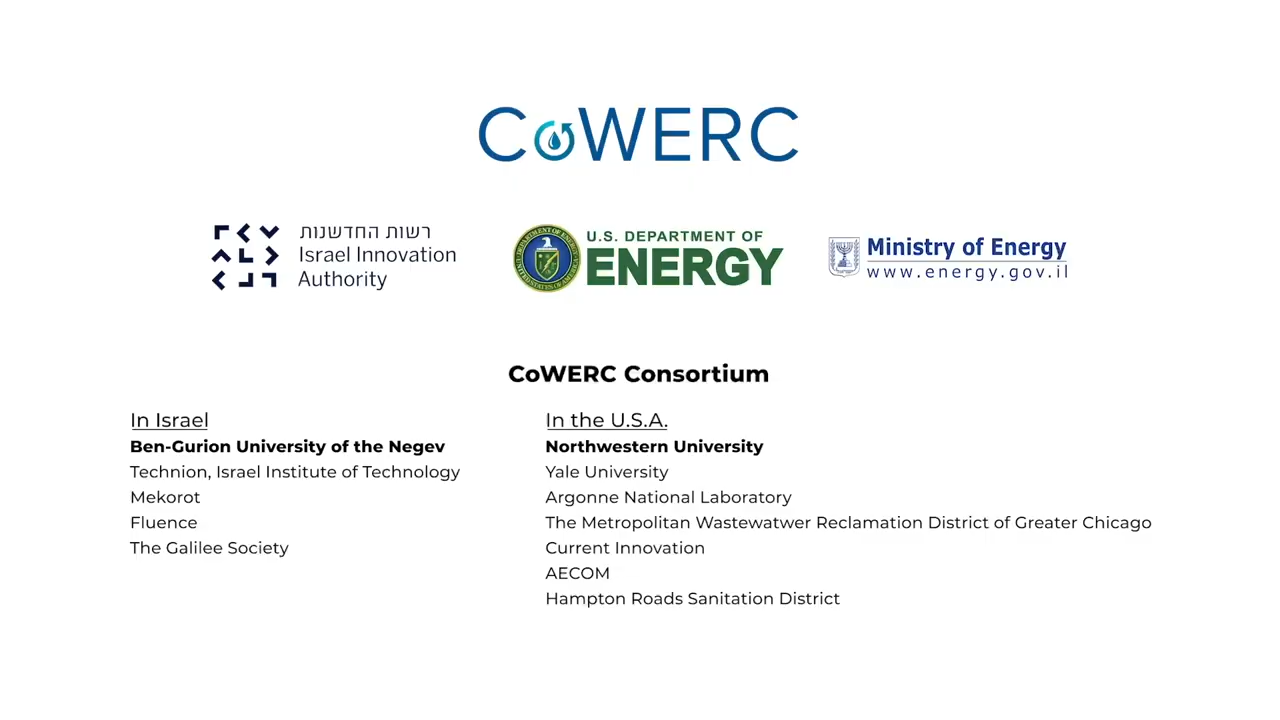 CoWERC
רשות החדשנות
Israel Innovation
Authority
U.S. DEPARTMENT OF
ENERGY
Ministry of Energy
www.energy.gov.il
CoWERC Consortium
In Israel
Ben-Gurion University of the Negev
Technion, Israel Institute of Technology
Mekorot
Fluence
The Galilee Society
In the U.S.A.
Northwestern University
Yale University
Argonne National Laboratory
The Metropolitan Wastewatwer Reclamation District of Greater Chicago
Current Innovation
AECOM
Hampton Roads Sanitation District